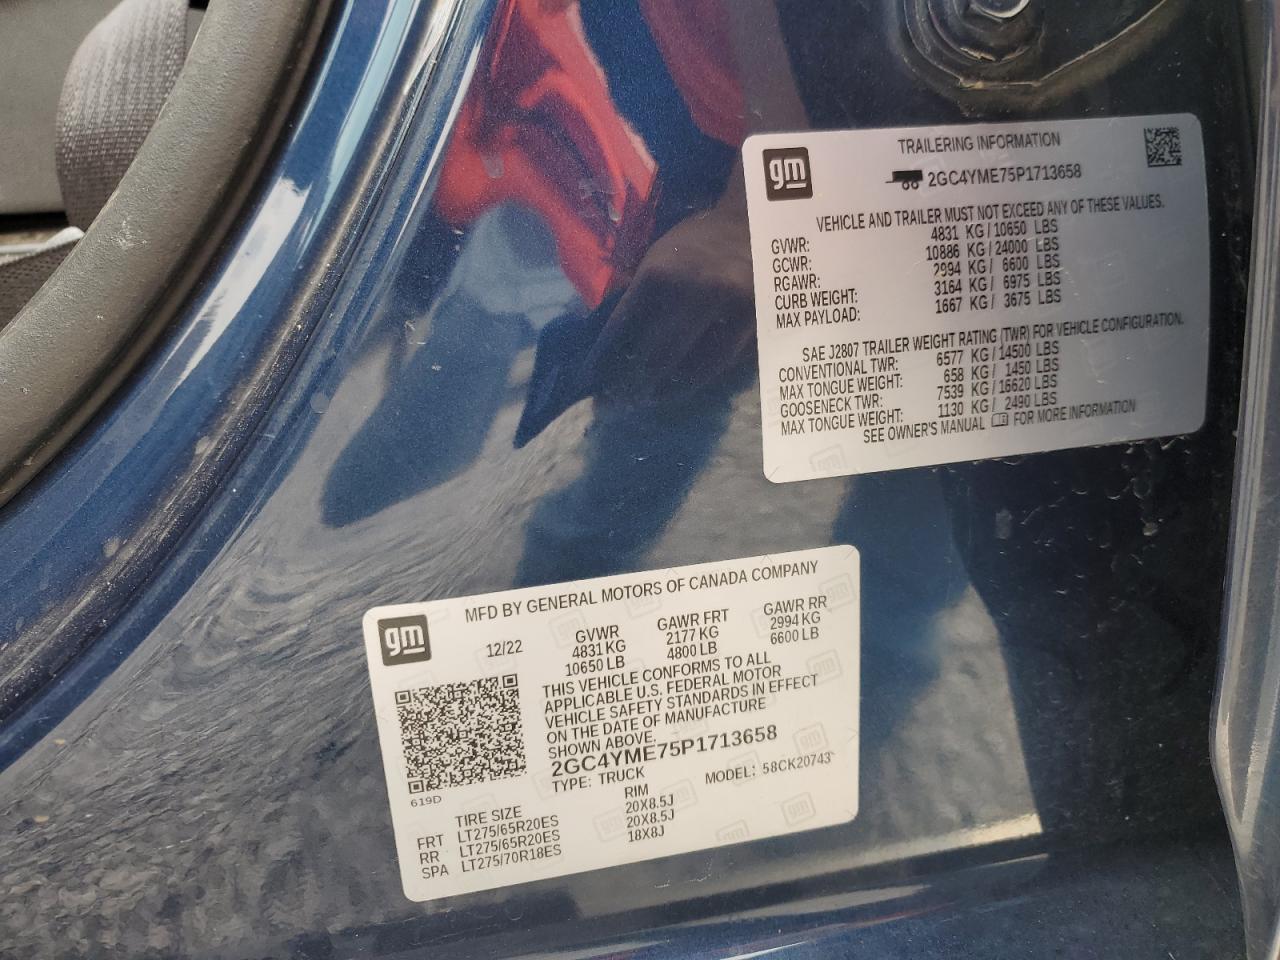 gm
TRAILERING INFORMATION
2GC4YME75P1713658
VEHICLE AND TRAILER MUST NOT EXCEED ANY OF THESE VALUES.
GVWR: 4831 KG/10650 LBS
GCWR: 10886 KG/24000 LBS
RGAWR: 2994 KG/ 6600 LBS
CURB WEIGHT: 3164 KG/ 6975 LBS
MAX PAYLOAD: 1667 KG/ 3675 LBS
SAE J2807 TRAILER WEIGHT RATING (TWR) FOR VEHICLE CONFIGURATION.
CONVENTIONAL TWR: 6577 KG/14500 LBS
MAX TONGUE WEIGHT: 658 KG/ 1450 LBS
GOOSENECK TWR: 7539 KG/16620 LBS
MAX TONGUE WEIGHT: 1130 KG/ 2490 LBS
SEE OWNER'S MANUAL FOR MORE INFORMATION
gm
MFD BY GENERAL MOTORS OF CANADA COMPANY
12/22 GVWR GAWR FRT GAWR RR
4831KG 2177 KG 2994 KG
10650 LB 4800 LB 6600 LB
THIS VEHICLE CONFORMS TO ALL
APPLICABLE U.S. FEDERAL MOTOR
VEHICLE SAFETY STANDARDS IN EFFECT
ON THE DATE OF MANUFACTURE
SHOWN ABOVE.
2GC4YME75P1713658
TYPE: TRUCK MODEL: 58CK20743
619D
TIRE SIZE RIM
FRT LT275/65R20ES 20X8.5J
RR LT275/65R20ES 20X8.5J
SPA LT275/70R18ES 18X8J